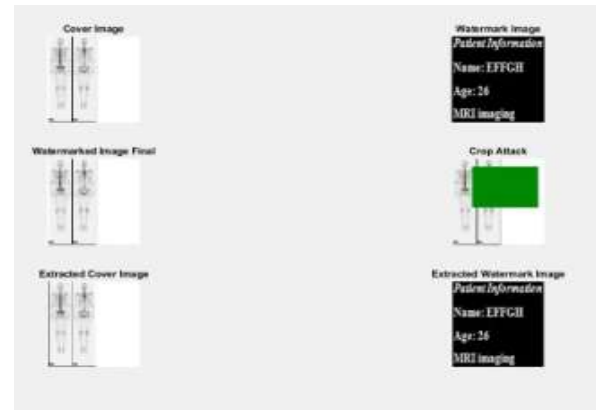 Cover Image
Watermark Image
Patient Information
Name: EFFGH
Age: 26
MRI imaging
Watermarked Image Final
Crop Attack
Extracted Cover Image
Extracted Watermark Image
Patient Information
Name: EFFGH
Age: 26
MRI imaging